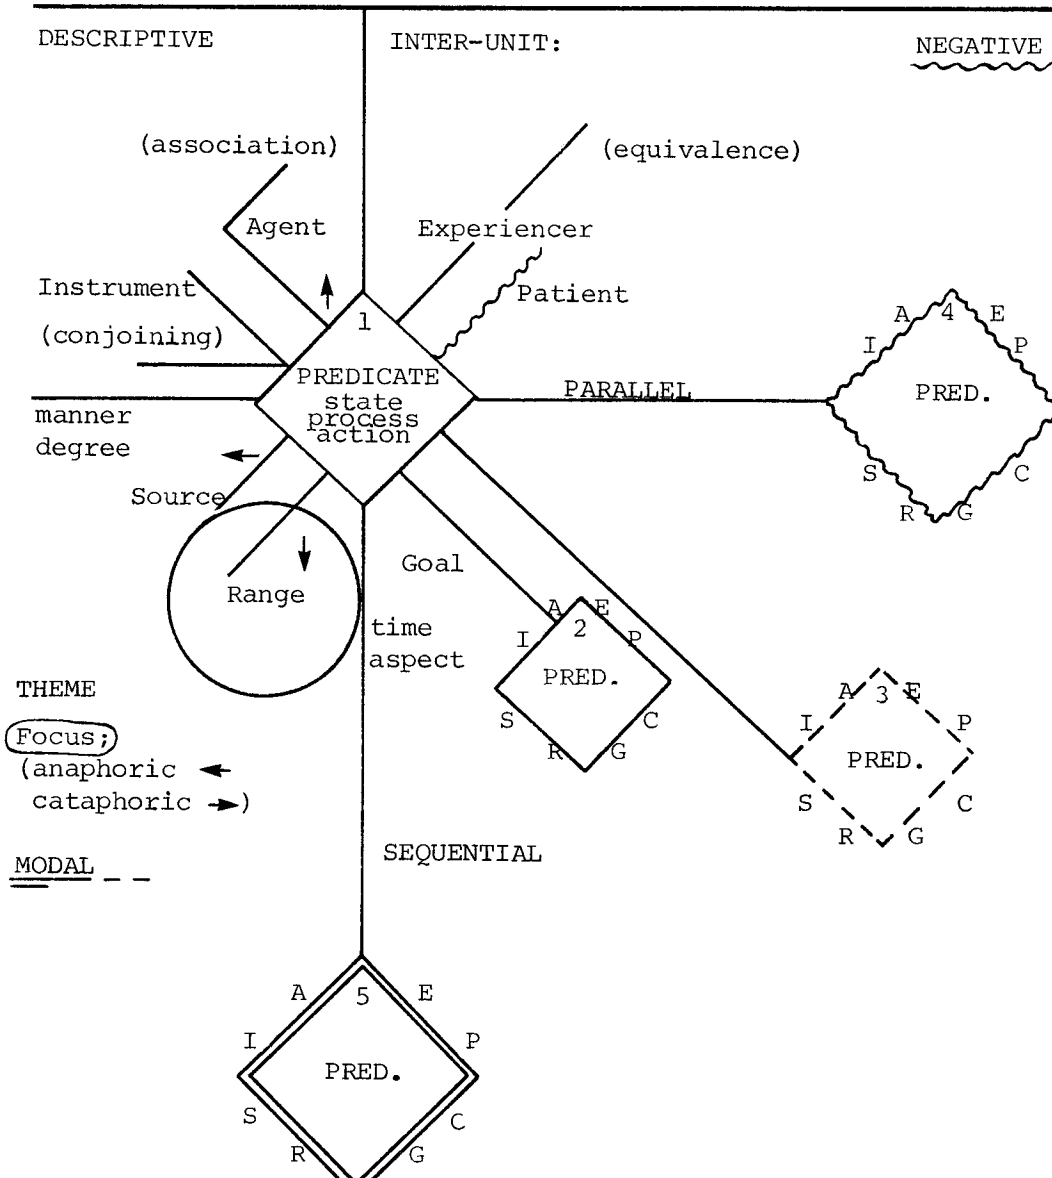 DESCRIPTIVE
INTER-UNIT:
NEGATIVE
(association)
(equivalence)
Agent
Experiencer
Instrument
Patient
(conjoining)
1
PREDICATE
state
process
action
manner
degree
PARALLEL
A 4 E
I P
PRED.
S C
R G
Source
Range
Goal
time
aspect
A E
I 2 P
PRED.
S C
R G
A 3 E
I P
PRED.
S C
R G
THEME
Focus;
(anaphoric ←
cataphoric →)
MODAL
SEQUENTIAL
A 5 E
I P
PRED.
S C
R G